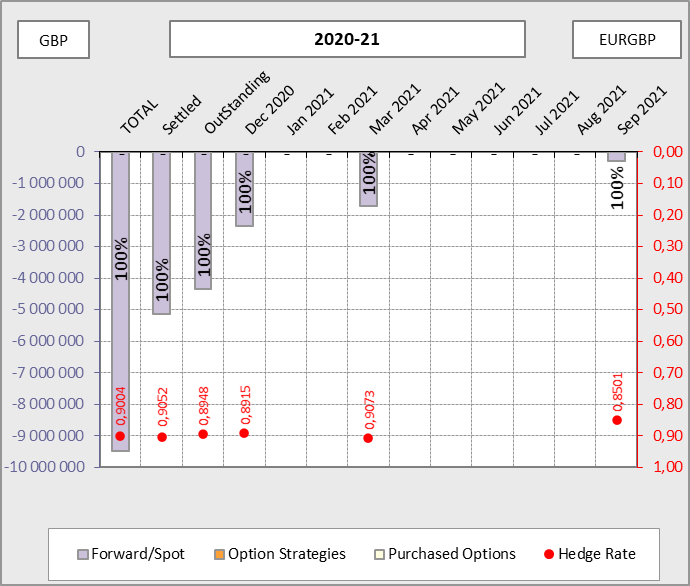 GBP
2020-21
EURGBP
TOTAL
Settled
OutStanding
Dec 2020
Jan 2021
Feb 2021
Mar 2021
Apr 2021
May 2021
Jun 2021
Jul 2021
Aug 2021
Sep 2021
0
-1 000 000
-2 000 000
-3 000 000
-4 000 000
-5 000 000
-6 000 000
-7 000 000
-8 000 000
-9 000 000
-10 000 000
100%
100%
100%
100%
100%
100%
0,9004
0,9052
0,8948
0,8915
0,9073
0,8501
0,00
0,10
0,20
0,30
0,40
0,50
0,60
0,70
0,80
0,90
1,00
Forward/Spot
Option Strategies
Purchased Options
Hedge Rate